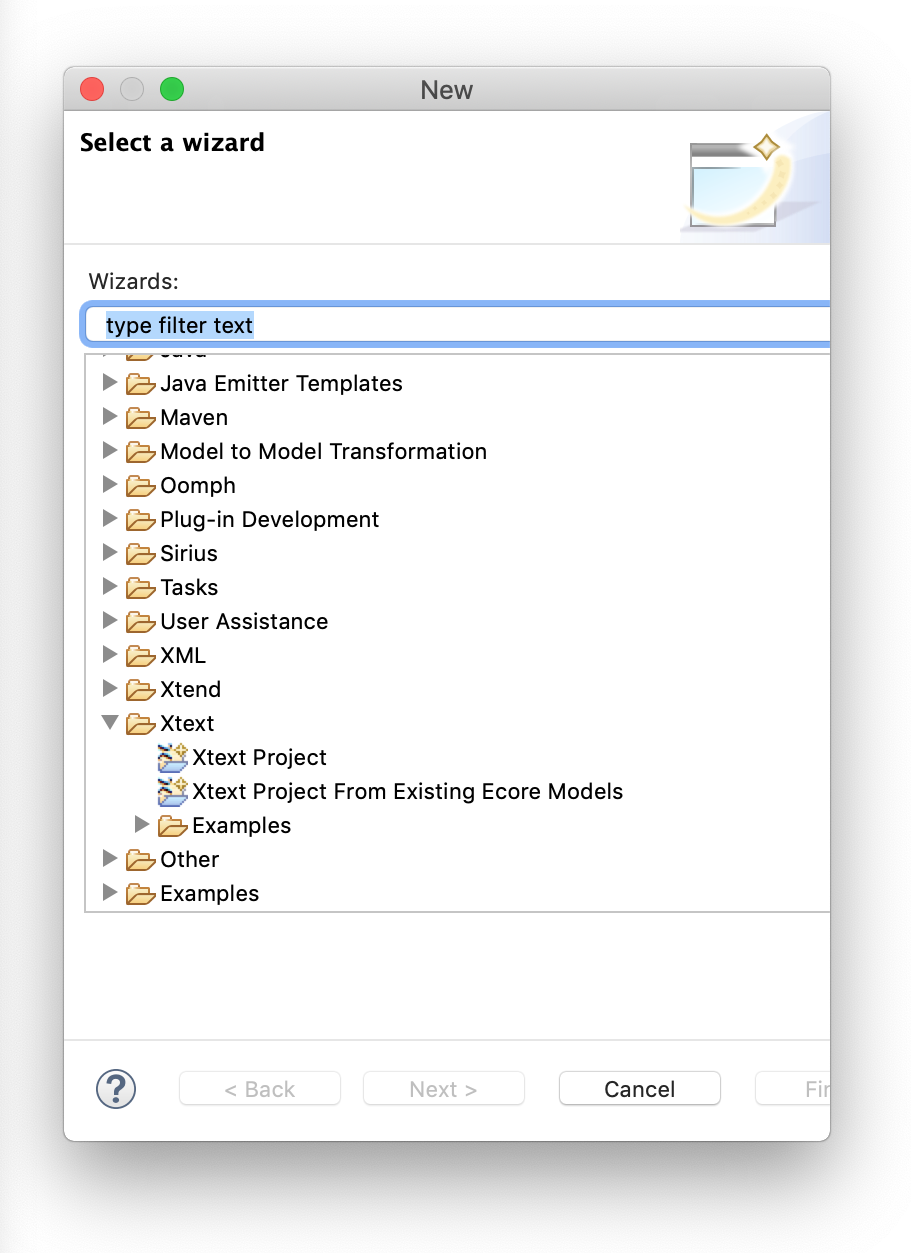 New
Select a wizard
Wizards:
type filter text
Java
Java Emitter Templates
Maven
Model to Model Transformation
Oomph
Plug-in Development
Sirius
Tasks
User Assistance
XML
Xtend
Xtext
Xtext Project
Xtext Project From Existing Ecore Models
Examples
Other
Examples
?
< Back
Next >
Cancel
Fi